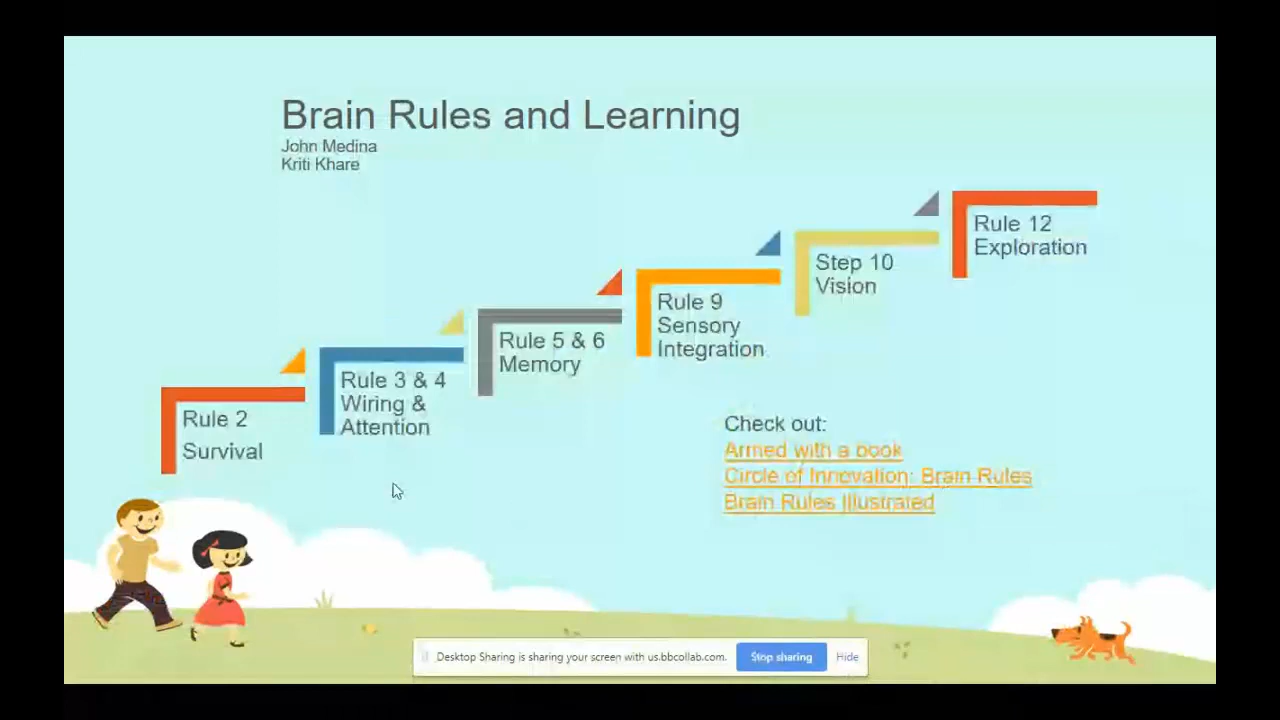 Brain Rules and Learning
John Medina
Kriti Khare
Rule 2
Survival
Rule 3 & 4
Wiring &
Attention
Rule 5 & 6
Memory
Rule 9
Sensory
Integration
Step 10
Vision
Rule 12
Exploration
Check out:
Armed with a book
Circle of Innovation: Brain Rules
Brain Rules Illustrated
Desktop Sharing is sharing your screen with us.bbcollab.com.
Stop sharing
Hide